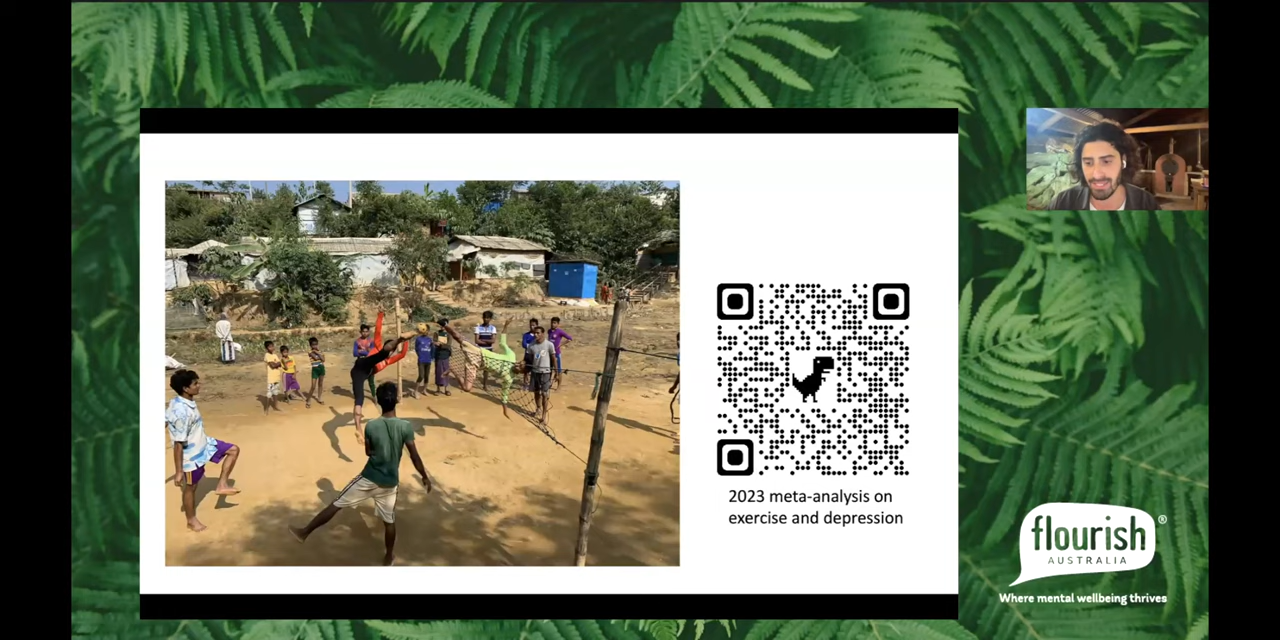 2023 meta-analysis on
exercise and depression
flourish®
AUSTRALIA
Where mental wellbeing thrives